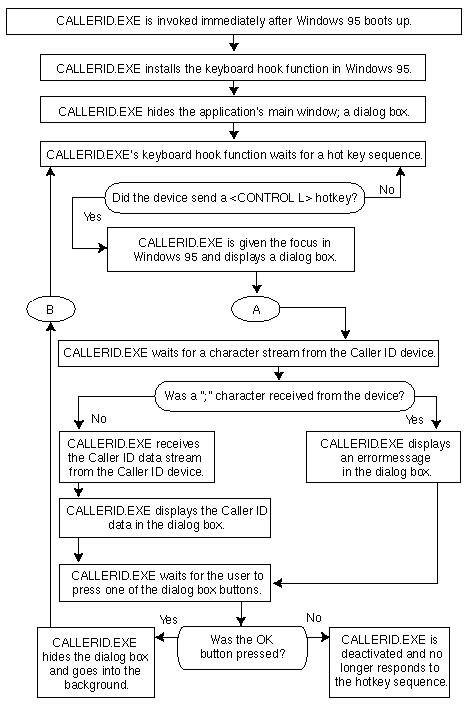 CALLERID.EXE is invoked immediately after Windows 95 boots up.
CALLERID.EXE installs the keyboard hook function in Windows 95.
CALLERID.EXE hides the application's main window; a dialog box.
CALLERID.EXE's keyboard hook function waits for a hot key sequence.
Did the device send a <CONTROL L> hotkey?
No
Yes
CALLERID.EXE is given the focus in
Windows 95 and displays a dialog box.
B
A
CALLERID.EXE waits for a character stream from the Caller ID device.
Was a ";" character received from the device?
No
Yes
CALLERID.EXE receives
the Caller ID data stream
from the Caller ID device.
CALLERID.EXE displays
an errormessage
in the dialog box.
CALLERID.EXE displays the Caller ID
data in the dialog box.
CALLERID.EXE waits for the user to
press one of the dialog box buttons.
Yes
No
Was the OK
button pressed?
CALLERID.EXE
hides the dialog box
and goes into the
background.
CALLERID.EXE is
deactivated and no
longer responds to
the hotkey sequence.